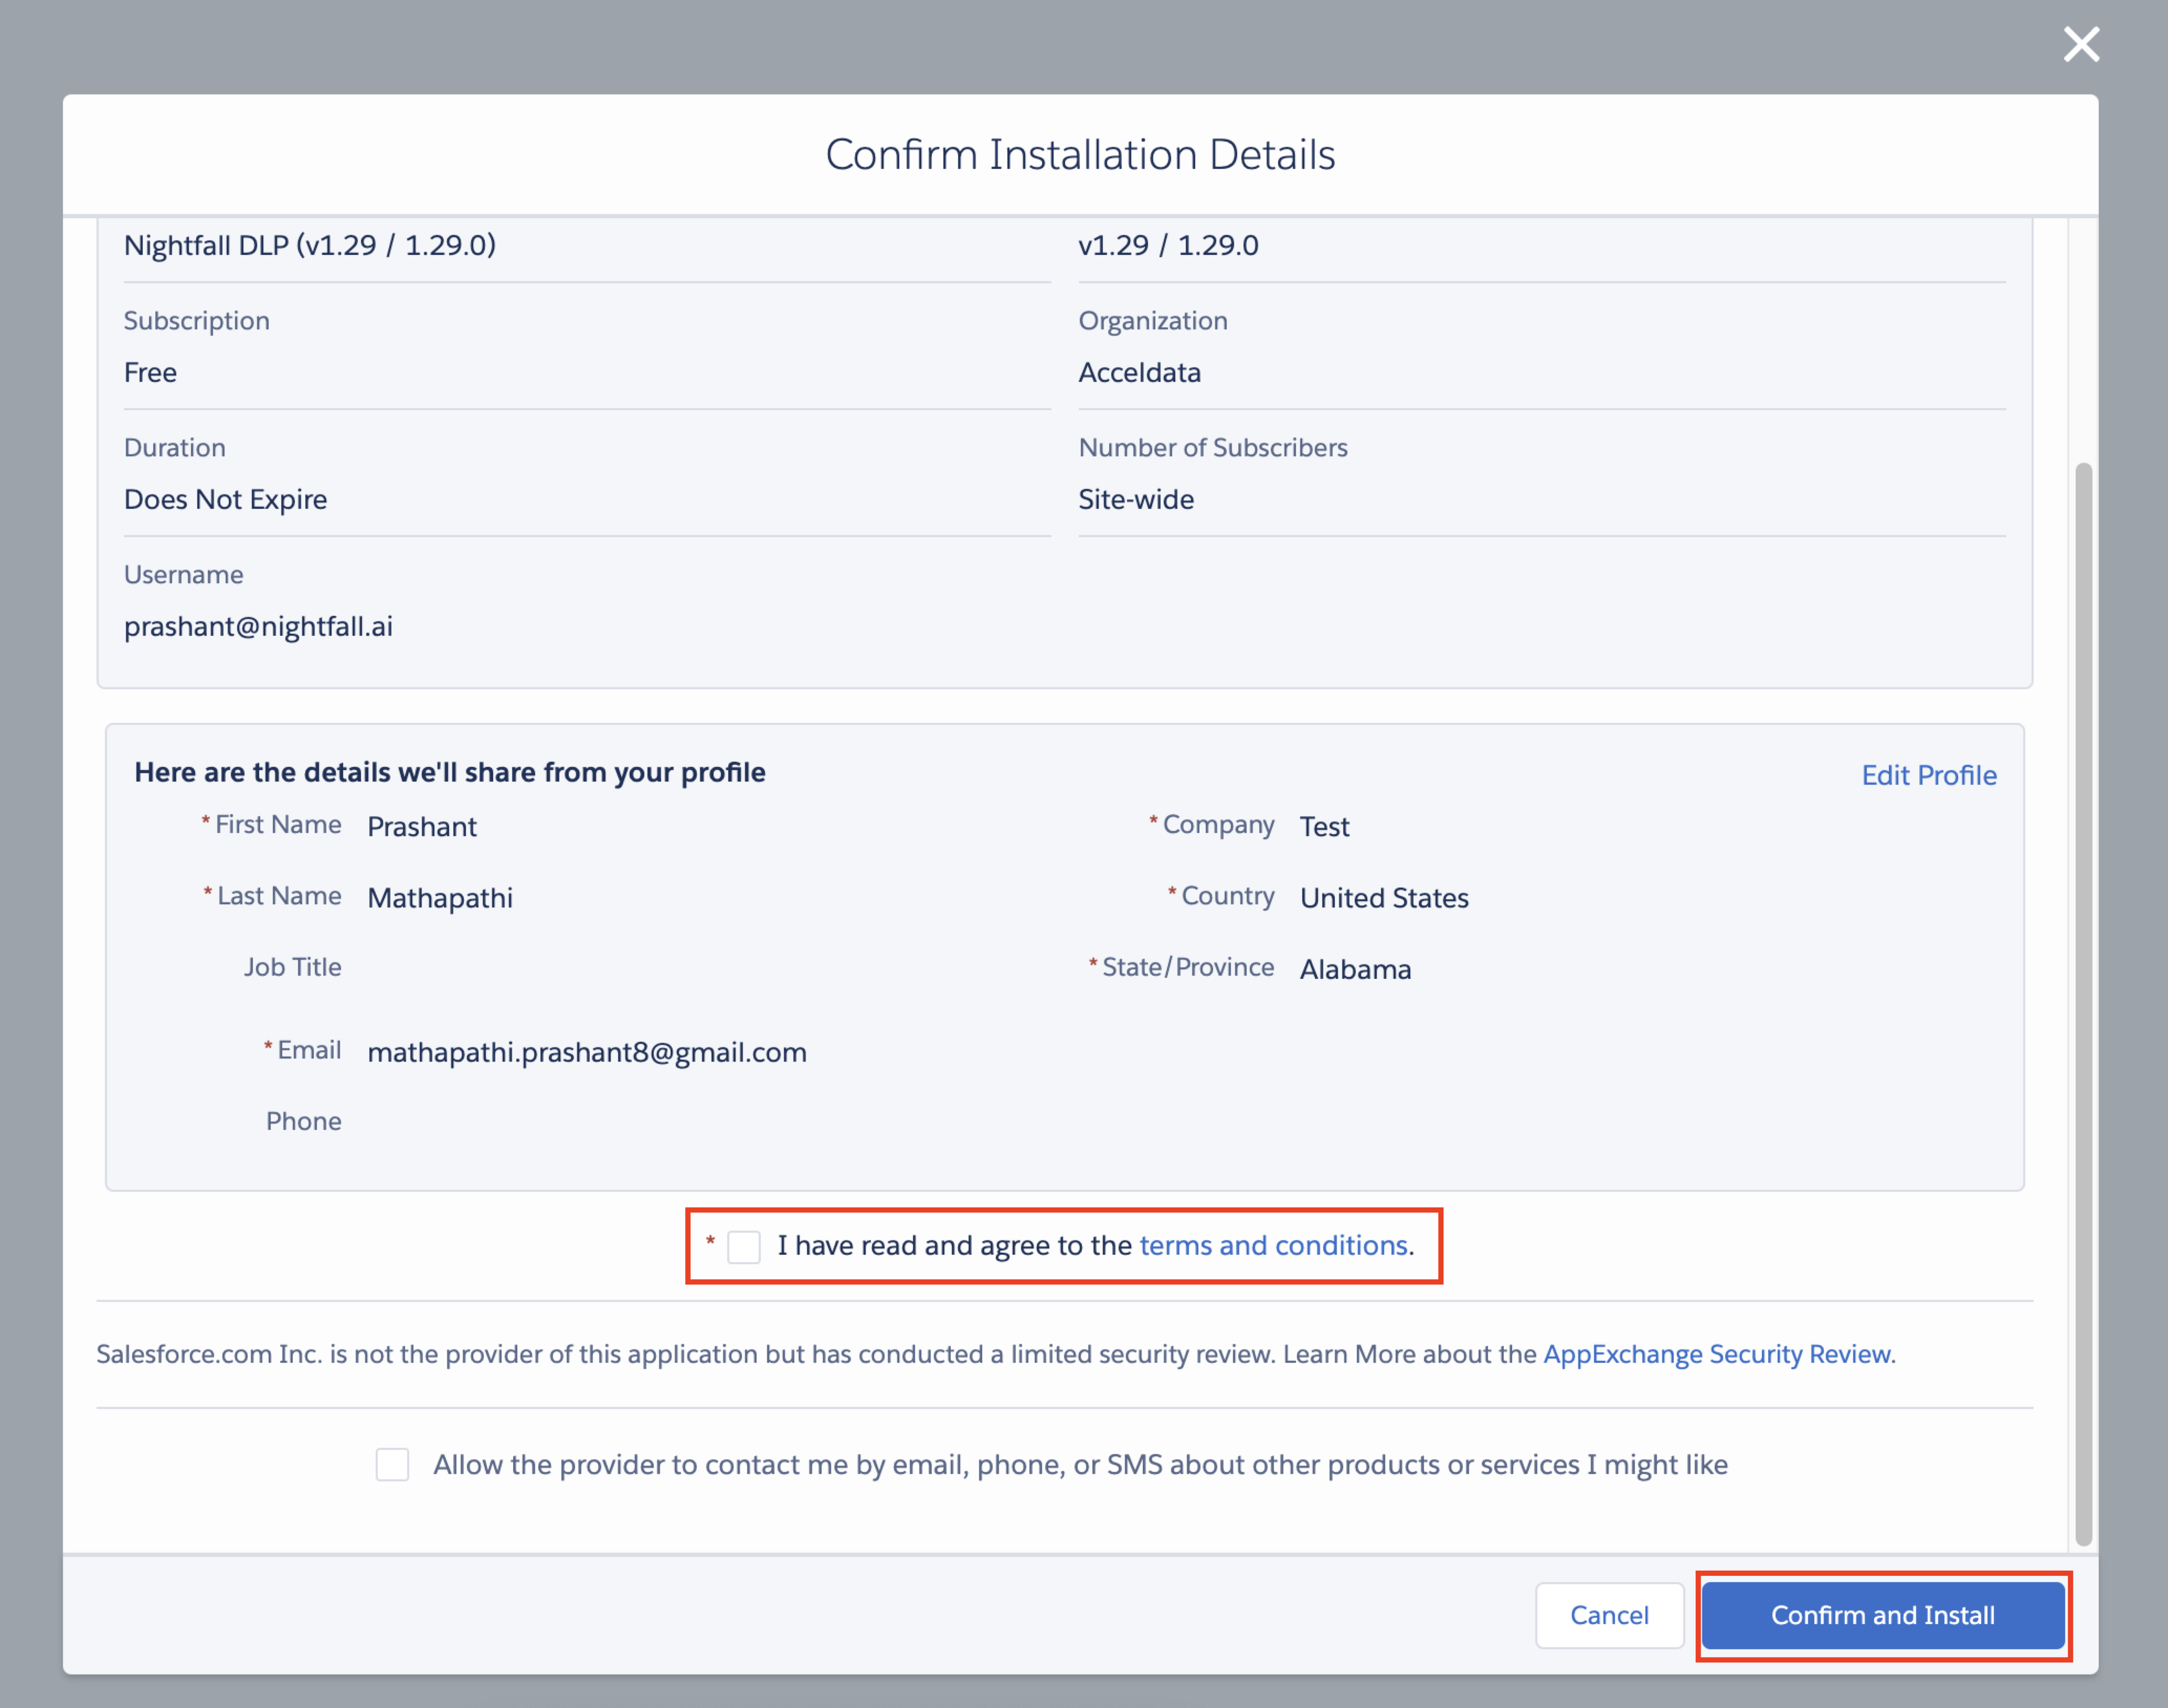 Confirm Installation Details
Nightfall DLP (v1.29 / 1.29.0)
v1.29 / 1.29.0
Subscription
Organization
Free
Acceldata
Duration
Number of Subscribers
Does Not Expire
Site-wide
Username
prashant@nightfall.ai
Here are the details we'll share from your profile
Edit Profile
* First Name Prashant
* Company Test
* Last Name Mathapathi
* Country United States
Job Title
* State/Province Alabama
* Email mathapathi.prashant8@gmail.com
Phone
* I have read and agree to the terms and conditions.
Salesforce.com Inc. is not the provider of this application but has conducted a limited security review. Learn More about the AppExchange Security Review.
Allow the provider to contact me by email, phone, or SMS about other products or services I might like
Cancel
Confirm and Install